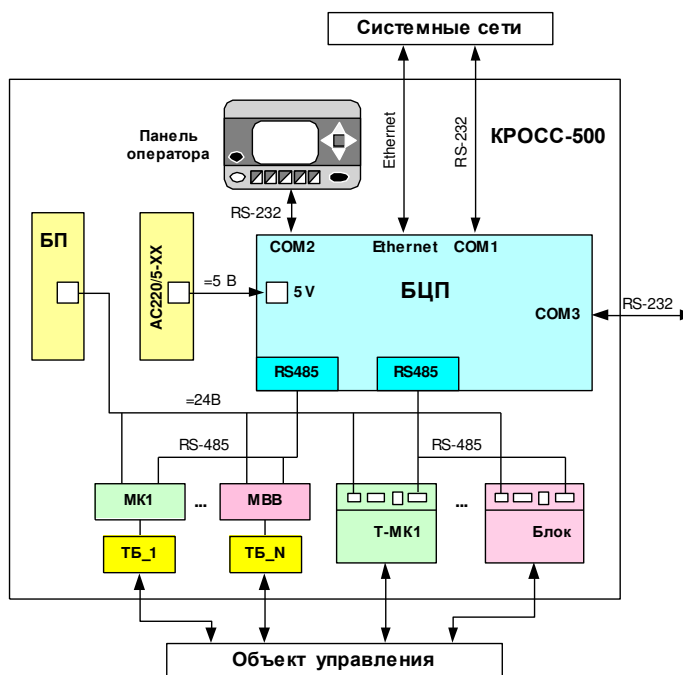 Системные сети
КРОСС-500
Панель
оператора
Ethernet
RS-232
RS-232
COM2
Ethernet
COM1
БП
AC220/5-XX
=5 В
5 V
БЦП
COM3
RS-232
RS485
RS485
=24В
RS-485
RS-485
МК1
...
МВВ
...
Т-МК1
Блок
ТБ_1
ТБ_N
Объект управления